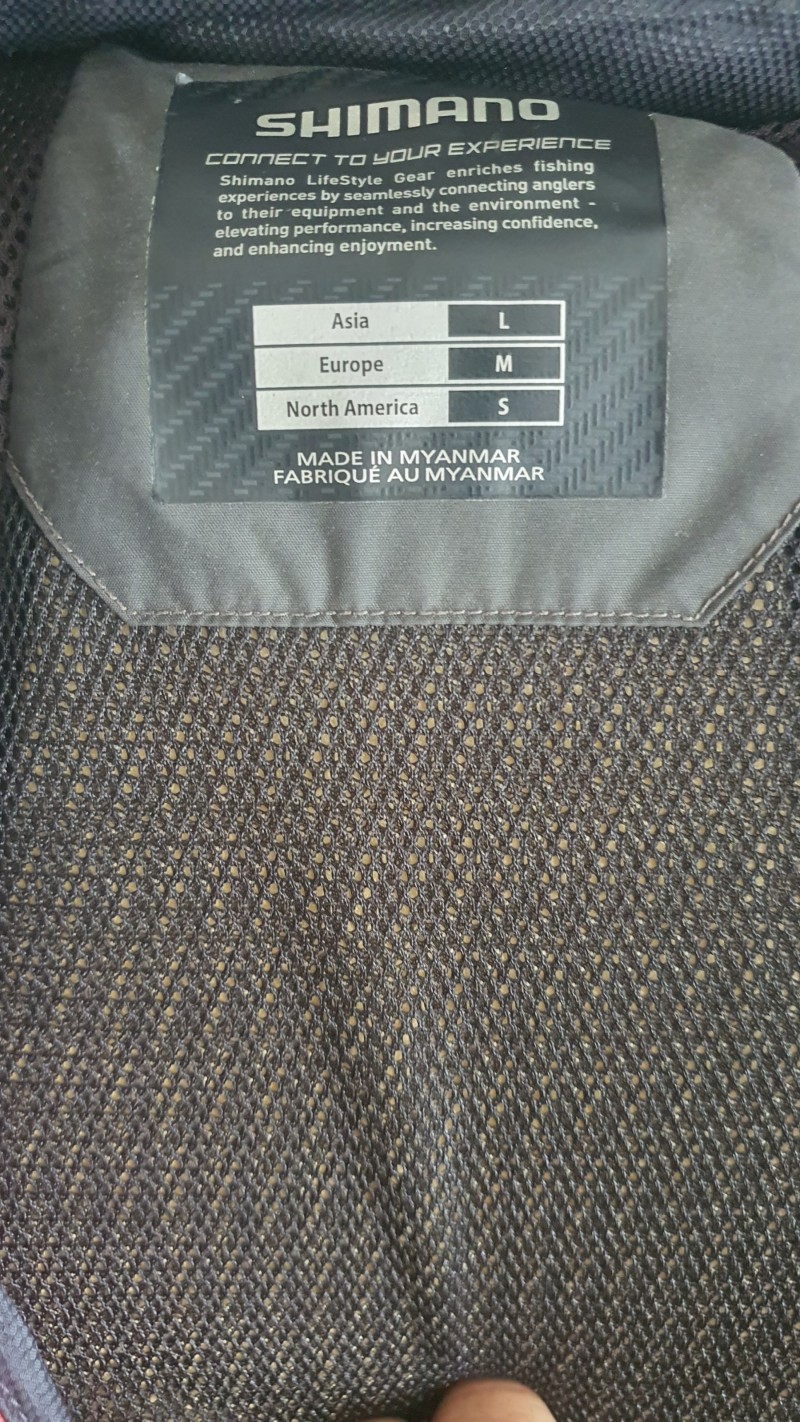 SHIMANO
CONNECT TO YOUR EXPERIENCE
Shimano LifeStyle Gear enriches fishing
experiences by seamlessly connecting anglers
to their equipment and the environment -
elevating performance, increasing confidence,
and enhancing enjoyment.
Asia L
Europe M
North America S
MADE IN MYANMAR
FABRIQUÉ AU MYANMAR